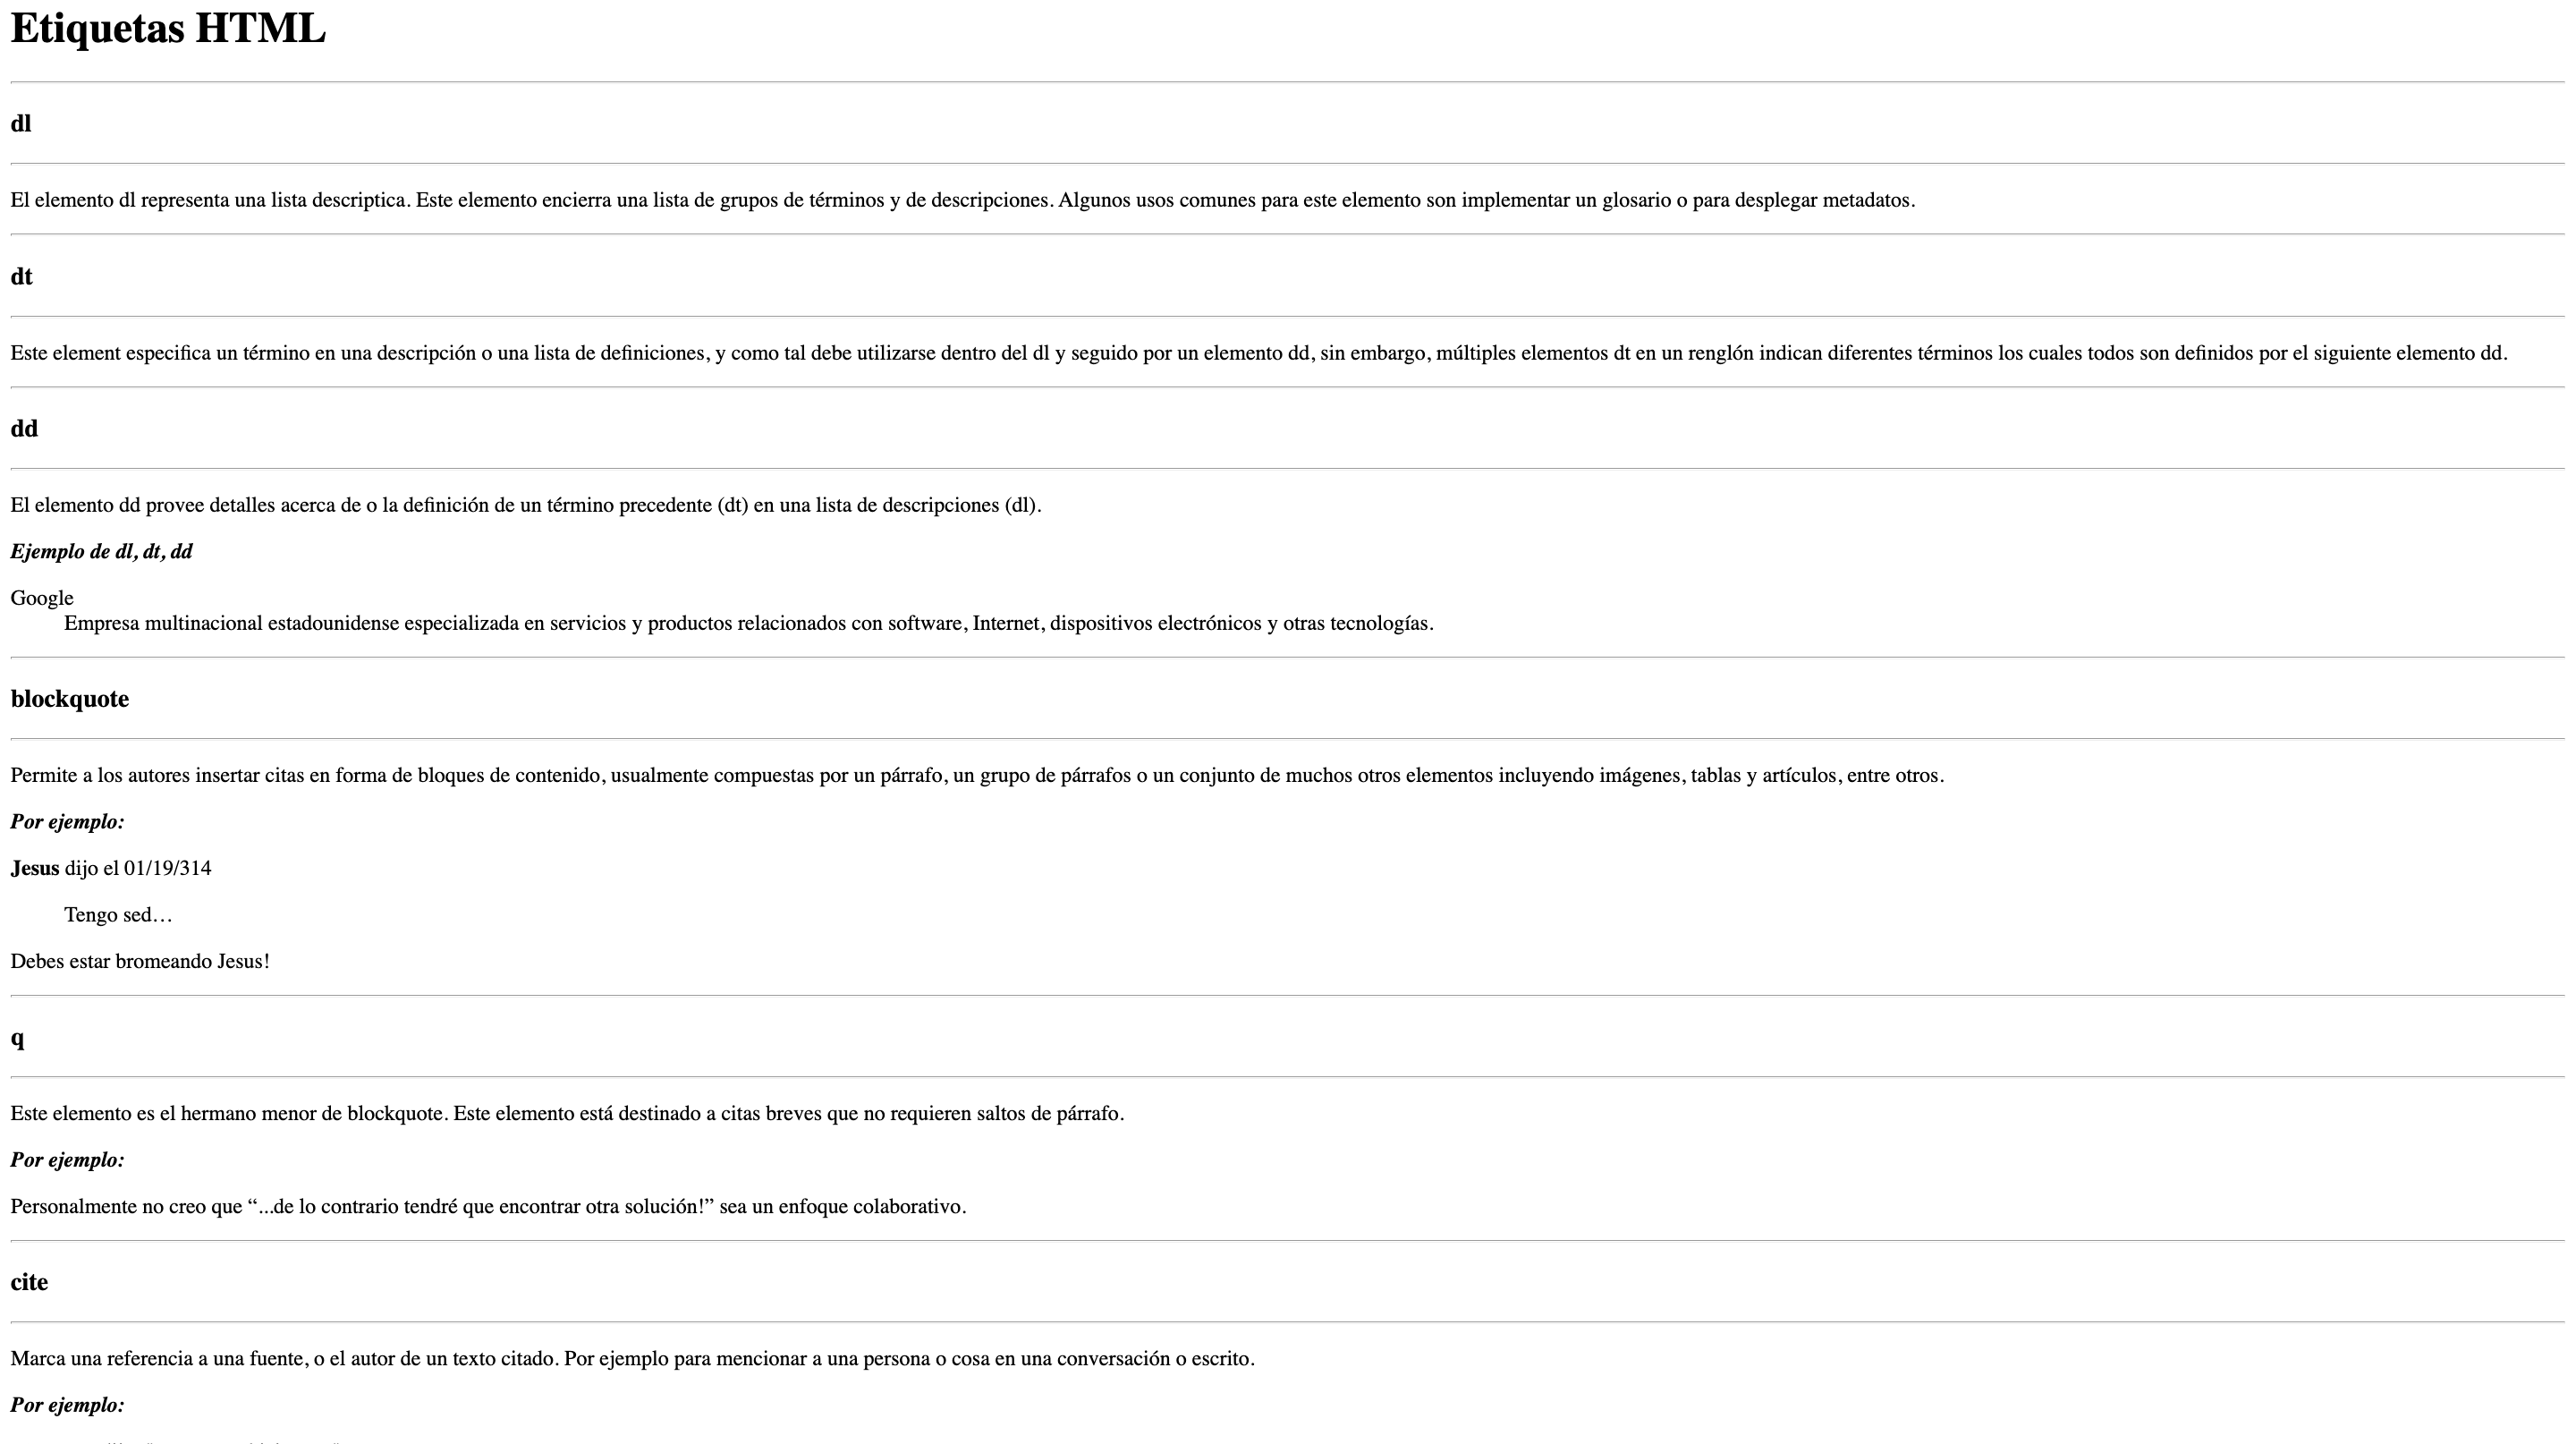 Etiquetas HTML
dl
El elemento dl representa una lista descriptica. Este elemento encierra una lista de grupos de términos y de descripciones. Algunos usos comunes para este elemento son implementar un glosario o para desplegar metadatos.
dt
Este element especifica un término en una descripción o una lista de definiciones, y como tal debe utilizarse dentro del dl y seguido por un elemento dd, sin embargo, múltiples elementos dt en un renglón indican diferentes términos los cuales todos son definidos por el siguiente elemento dd.
dd
El elemento dd provee detalles acerca de o la definición de un término precedente (dt) en una lista de descripciones (dl).
Ejemplo de dl, dt, dd
Google
Empresa multinacional estadounidense especializada en servicios y productos relacionados con software, Internet, dispositivos electrónicos y otras tecnologías.
blockquote
Permite a los autores insertar citas en forma de bloques de contenido, usualmente compuestas por un párrafo, un grupo de párrafos o un conjunto de muchos otros elementos incluyendo imágenes, tablas y artículos, entre otros.
Por ejemplo:
Jesus dijo el 01/19/314
Tengo sed…
Debes estar bromeando Jesus!
q
Este elemento es el hermano menor de blockquote. Este elemento está destinado a citas breves que no requieren saltos de párrafo.
Por ejemplo:
Personalmente no creo que “...de lo contrario tendré que encontrar otra solución!” sea un enfoque colaborativo.
cite
Marca una referencia a una fuente, o el autor de un texto citado. Por ejemplo para mencionar a una persona o cosa en una conversación o escrito.
Por ejemplo: